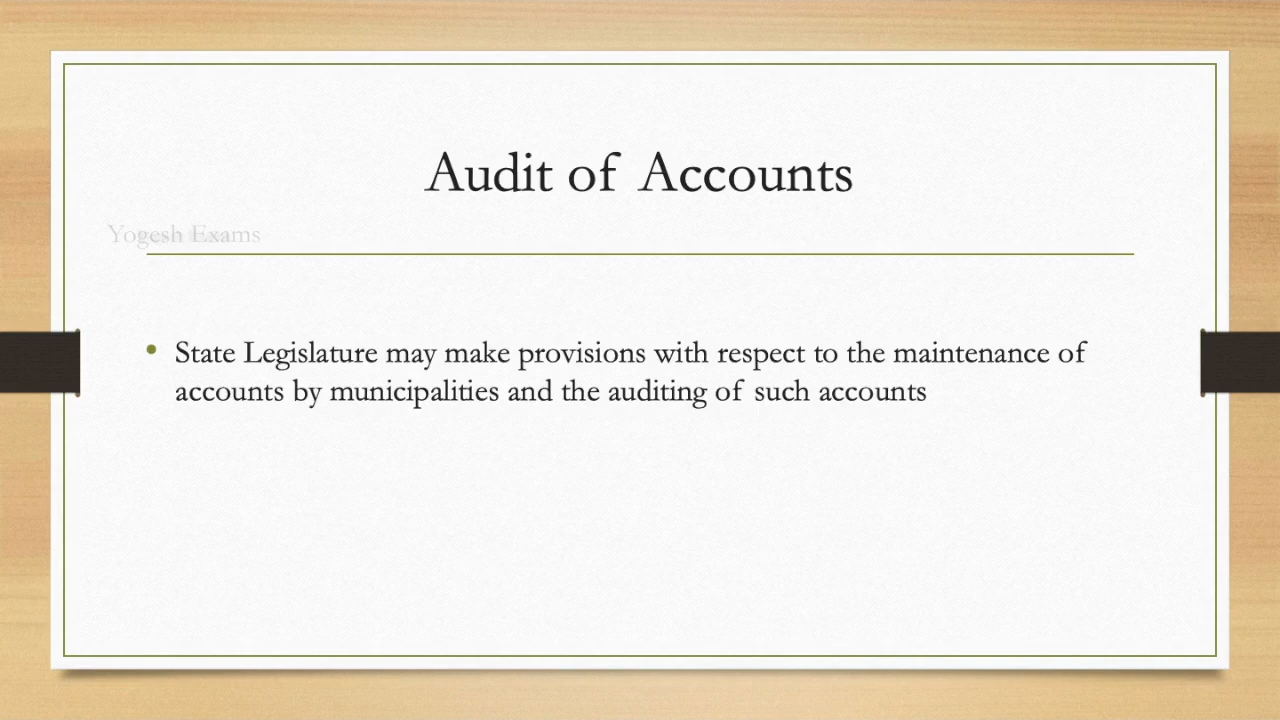 Audit of Accounts
Yogesh Exams
• State Legislature may make provisions with respect to the maintenance of
accounts by municipalities and the auditing of such accounts